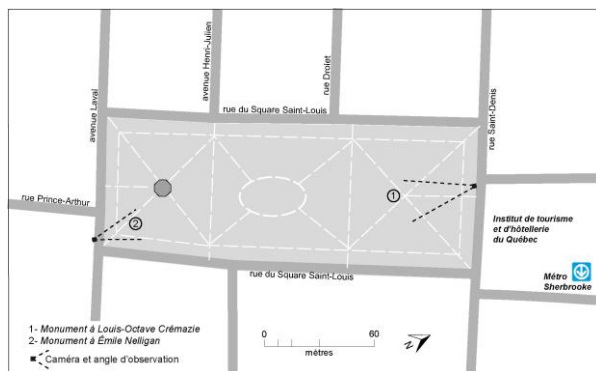 avenue Laval
avenue Henri-Julien
rue Drolet
rue Saint-Denis
rue du Square Saint-Louis
rue Prince-Arthur
1
2
Institut de tourisme
et d'hôtellerie
du Québec
Métro
Sherbrooke
rue du Square Saint-Louis
1- Monument à Louis-Octave Crémazie
2- Monument à Émile Nelligan
Caméra et angle d'observation
0 60
mètres
N